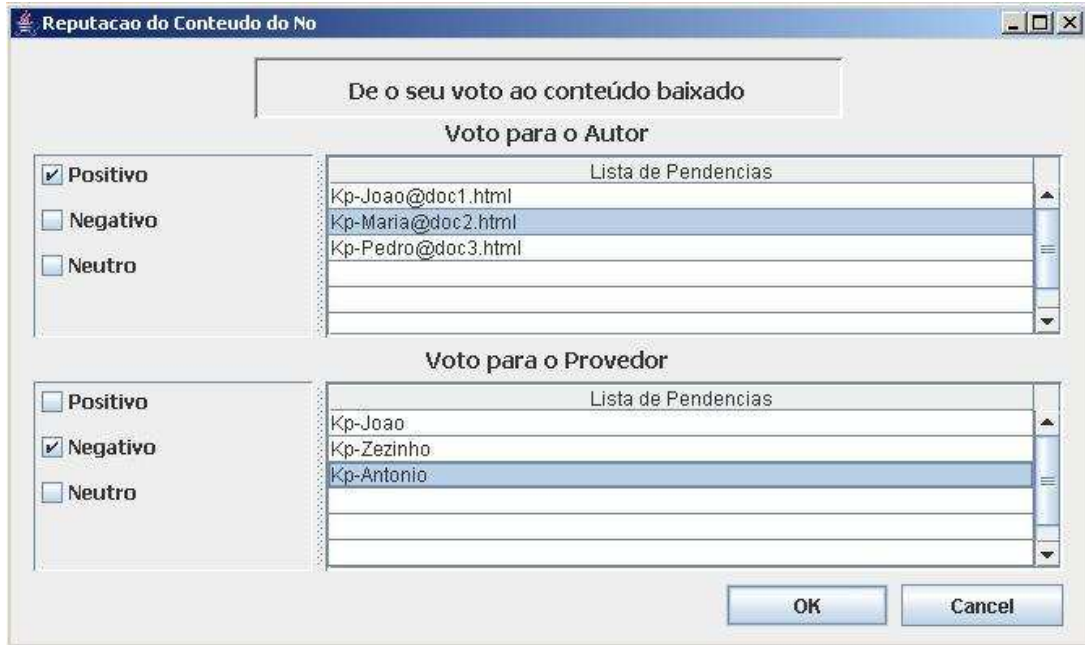 Reputacao do Conteudo do No
De o seu voto ao conteúdo baixado
Voto para o Autor
Positivo
Negativo
Neutro
Lista de Pendencias
Kp-Joao@doc1.html
Kp-Maria@doc2.html
Kp-Pedro@doc3.html
Voto para o Provedor
Positivo
Negativo
Neutro
Lista de Pendencias
Kp-Joao
Kp-Zezinho
Kp-Antonio
OK
Cancel